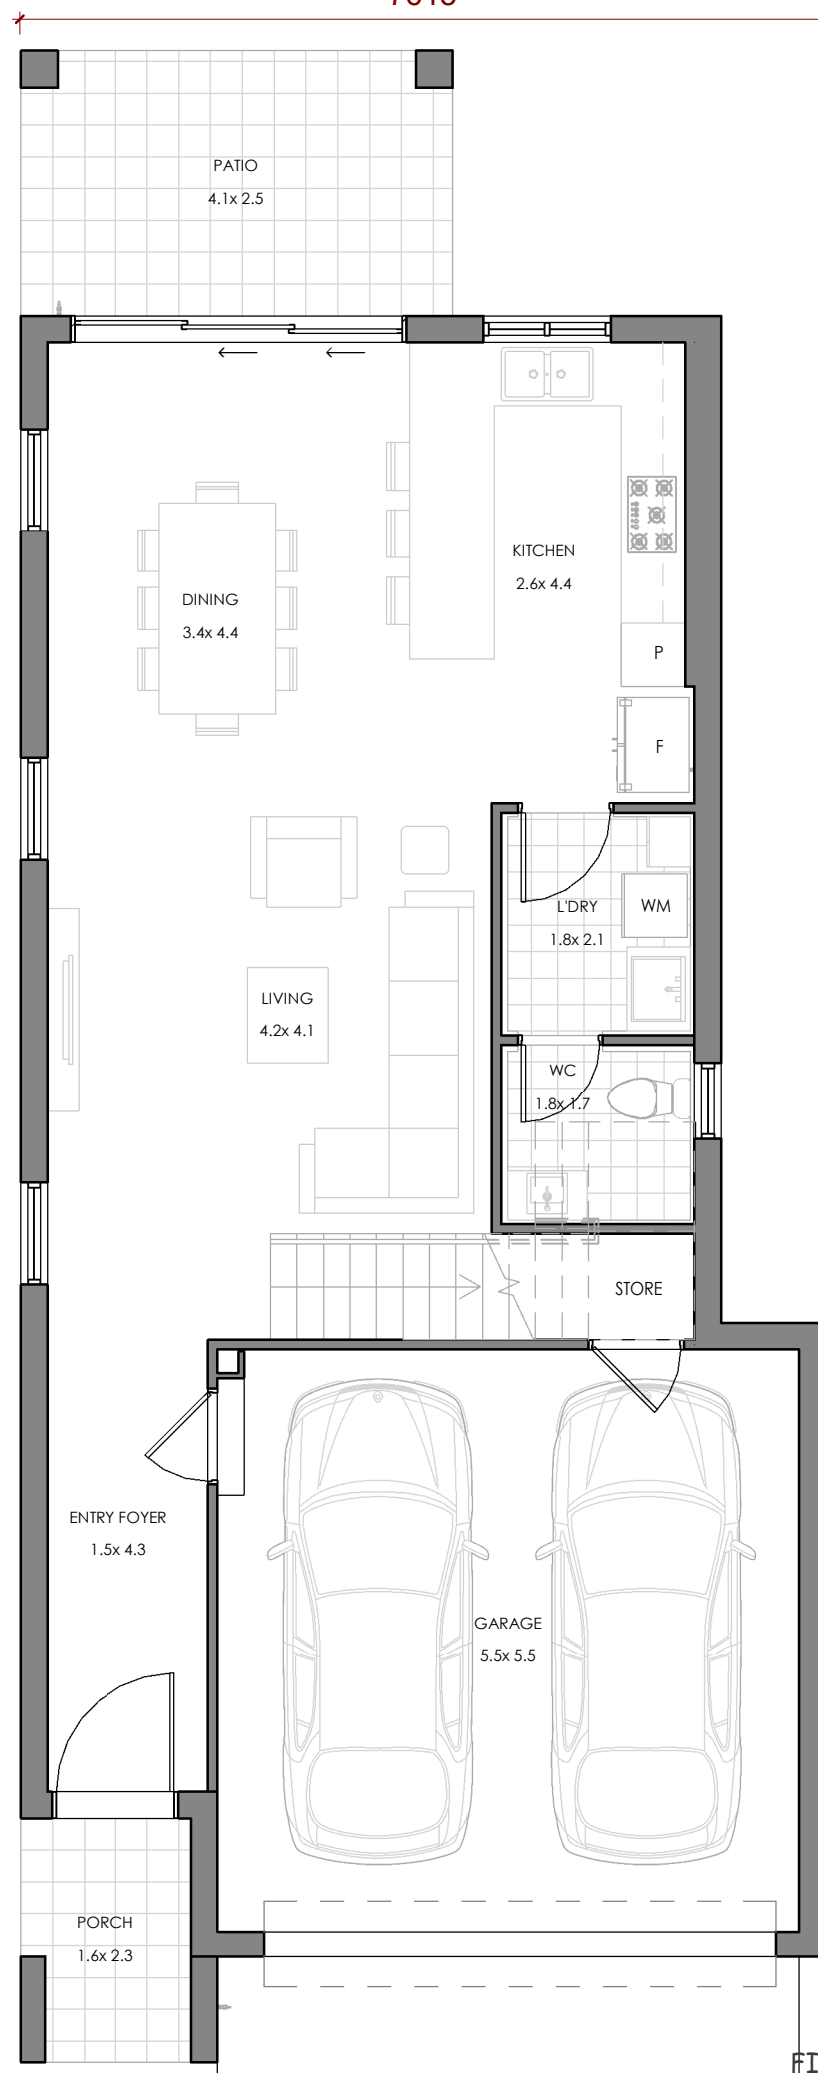 PATIO
4.1x 2.5
KITCHEN
2.6x 4.4
DINING
3.4x 4.4
P
F
L'DRY
1.8x 2.1
WM
LIVING
4.2x 4.1
WC
1.8x 1.7
STORE
ENTRY FOYER
1.5x 4.3
GARAGE
5.5x 5.5
PORCH
1.6x 2.3